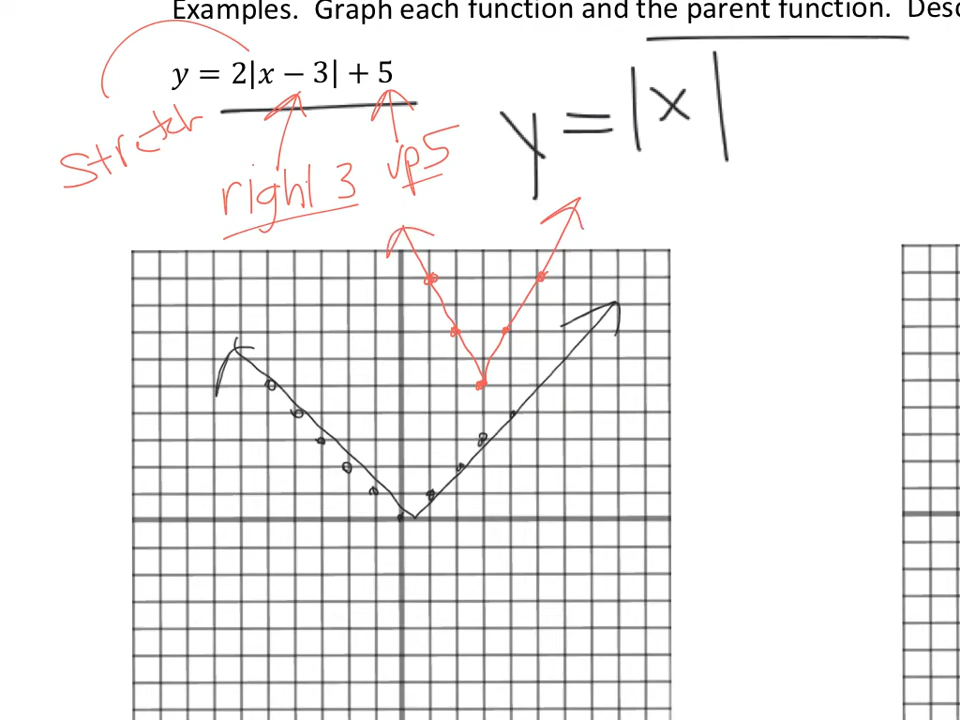 Examples. Graph each function and the parent function. Desc
y = 2|x − 3| + 5
y = |x|
Stretch
right 3
up 5